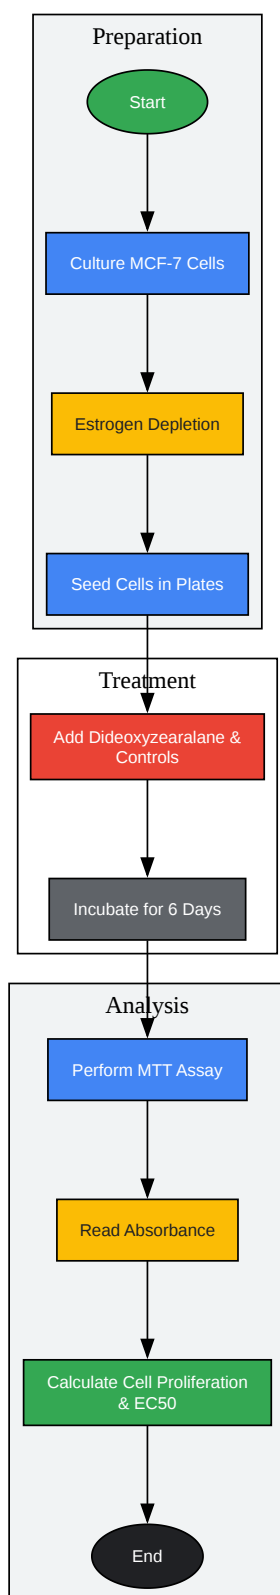 Preparation
Start
Culture MCF-7 Cells
Estrogen Depletion
Seed Cells in Plates
Treatment
Add Dideoxyzearalane &
Controls
Incubate for 6 Days
Analysis
Perform MTT Assay
Read Absorbance
Calculate Cell Proliferation
& EC50
End